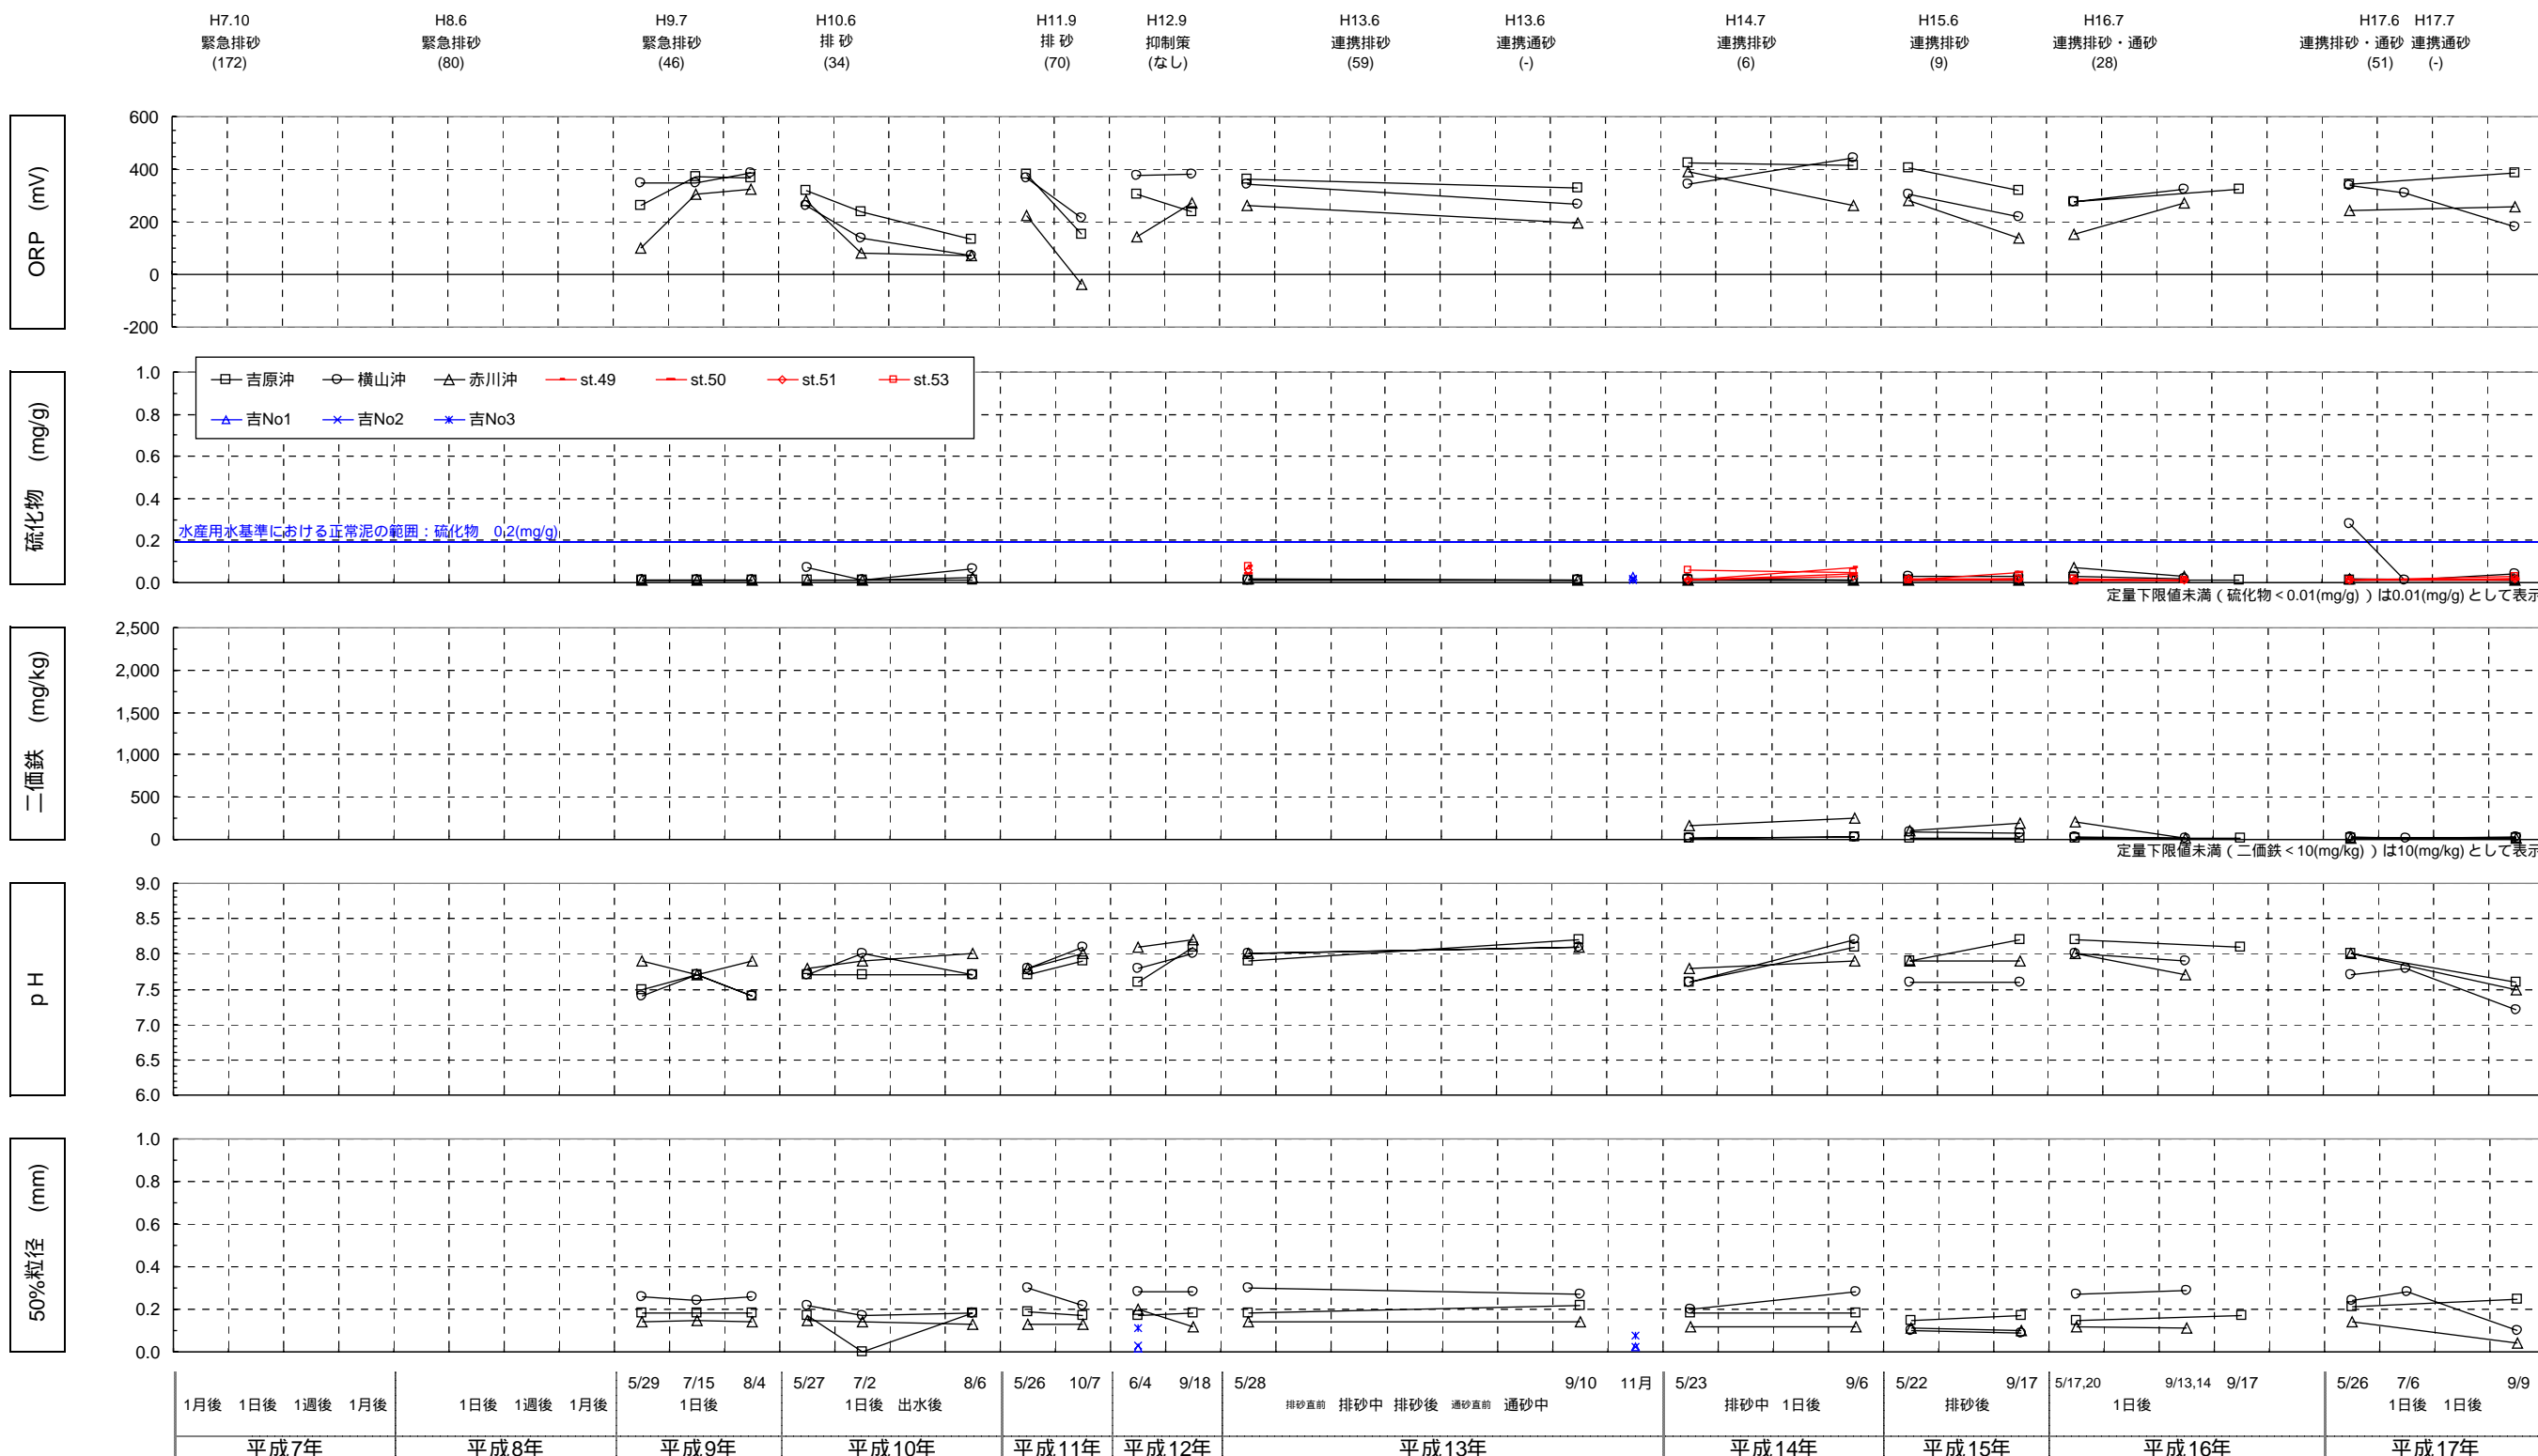 H7.10 H8.6 H9.7 H10.6 H11.9 H12.9 H13.6 H13.6 H14.7 H15.6 H16.7 H17.6 H17.7
緊急排砂 緊急排砂 緊急排砂 排 砂 排 砂 抑制策 連携排砂 連携通砂 連携排砂 連携排砂 連携排砂・通砂 連携排砂・通砂 連携通砂
(172) (80) (46) (34) (70) (なし) (59) (-) (6) (9) (28) (51) (-)
ORP (mV)
600
400
200
0
-200
硫化物 (mg/g)
1.0
0.8
0.6
0.4
0.2
0.0
吉原沖 横山沖 赤川沖 st.49 st.50 st.51 st.53
吉No1 吉No2 吉No3
水産用水基準における正常泥の範囲：硫化物 0.2(mg/g)
定量下限値未満（硫化物＜0.01(mg/g)）は0.01(mg/g)として表示
二価鉄 (mg/kg)
2,500
2,000
1,500
1,000
500
0
定量下限値未満（二価鉄＜10(mg/kg)）は10(mg/kg)として表示
pH
9.0
8.5
8.0
7.5
7.0
6.5
6.0
50%粒径 (mm)
1.0
0.8
0.6
0.4
0.2
0.0
5/29 7/15 8/4 5/27 7/2 8/6 5/26 10/7 6/4 9/18 5/28 9/10 11月 5/23 9/6 5/22 9/17 5/17,20 9/13,14 9/17 5/26 7/6 9/9
1月後 1日後 1週後 1月後 1日後 1週後 1月後 1日後 1日後 出水後 排砂直前 排砂中 排砂後 通砂直前 通砂中 排砂中 1日後 排砂後 1日後 1日後 1日後
平成7年 平成8年 平成9年 平成10年 平成11年 平成12年 平成13年 平成14年 平成15年 平成16年 平成17年